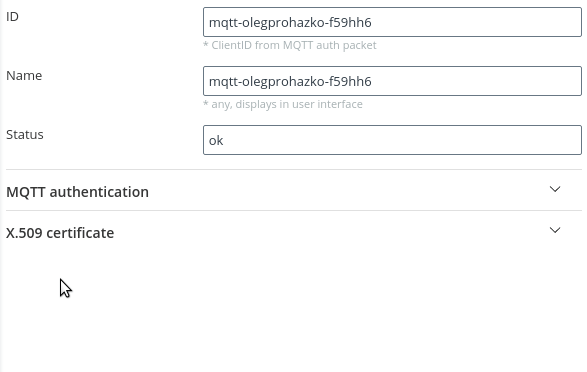 ID
mqtt-olegprohazko-f59hh6
* ClientID from MQTT auth packet
Name
mqtt-olegprohazko-f59hh6
* any, displays in user interface
Status
ok
MQTT authentication
X.509 certificate